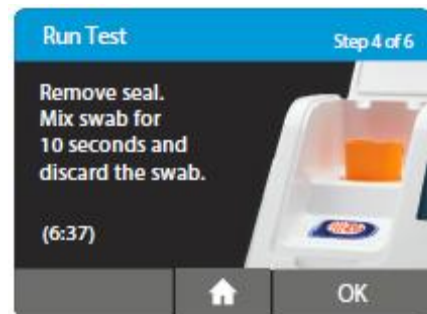 Run Test
Step 4 of 6
Remove seal.
Mix swab for
10 seconds and
discard the swab.
(6:37)
OK